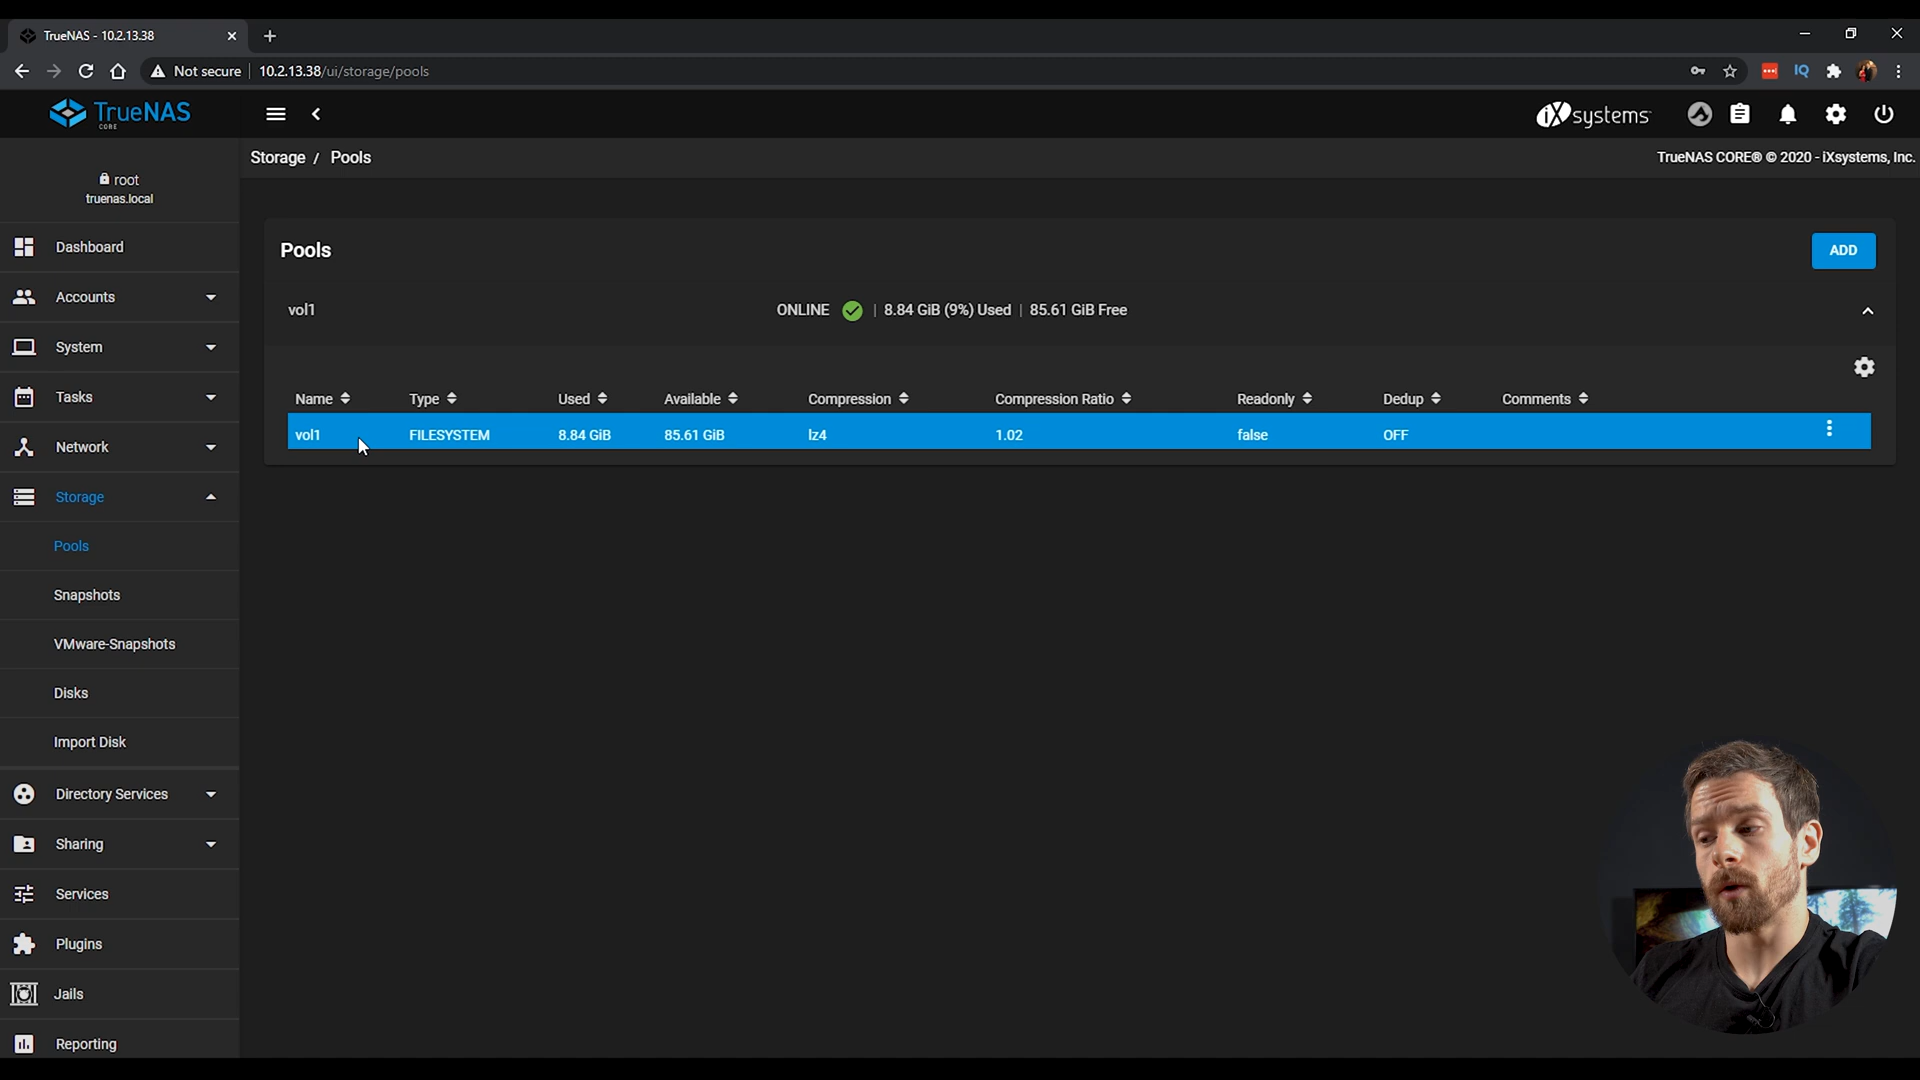 TrueNAS - 10.2.13.38
Not secure 10.2.13.38/ui/storage/pools
IQ
TrueNAS
CORE
iXsystems
Storage / Pools
TrueNAS CORE® © 2020 - iXsystems, Inc.
root
truenas.local
Dashboard
Accounts
System
Tasks
Network
Storage
Pools
Snapshots
VMware-Snapshots
Disks
Import Disk
Directory Services
Sharing
Services
Plugins
Jails
Reporting
Pools
ADD
vol1 ONLINE | 8.84 GiB (9%) Used | 85.61 GiB Free
Name Type Used Available Compression Compression Ratio Readonly Dedup Comments
vol1 FILESYSTEM 8.84 GiB 85.61 GiB lz4 1.02 false OFF